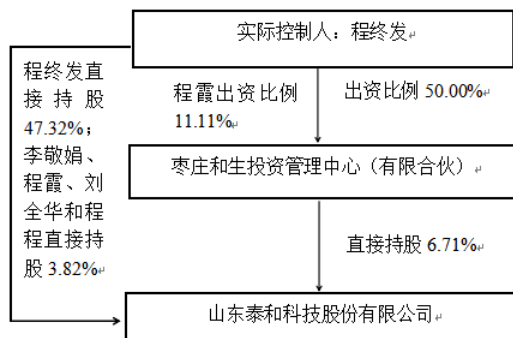 实际控制人：程终发
程终发直
接持股
47.32%；
李敬娟、
程霞、刘
全华和程
程直接持
股 3.82%
程霞出资比例
11.11%
出资比例 50.00%
枣庄和生投资管理中心（有限合伙）
直接持股 6.71%
山东泰和科技股份有限公司